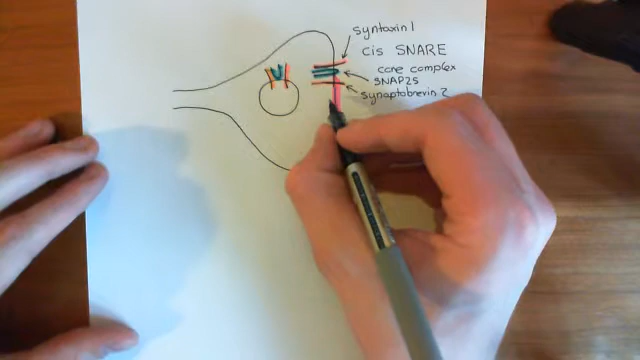 syntaxin 1
cis SNARE
core complex
SNAP25
synaptobrevin 2